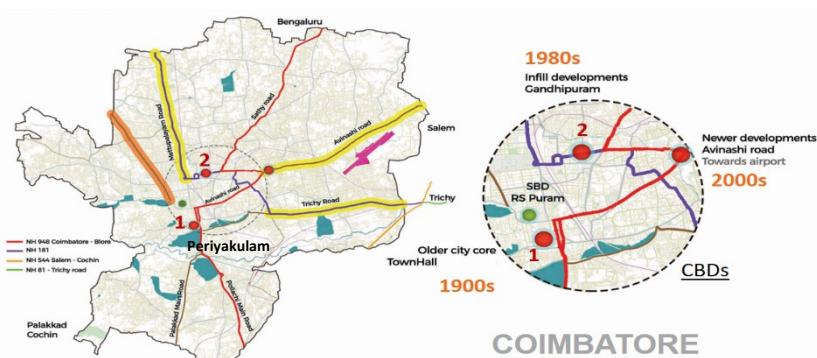 Bengaluru
Sathy road
Mettupalayam Road
Avinashi road
Salem
2
Avinashi road
1
Periyakulam
Trichy Road
Trichy
NH 948 Coimbatore - Blore
NH 181
NH 544 Salem - Cochin
NH 81 - Trichy road
Palakkad Main Road
Pollachi Main Road
Palakkad
Cochin
1980s
Infill developments
Gandhipuram
2
Newer developments
Avinashi road
Towards airport
2000s
SBD
RS Puram
1
Older city core
TownHall
1900s
CBDs
COIMBATORE